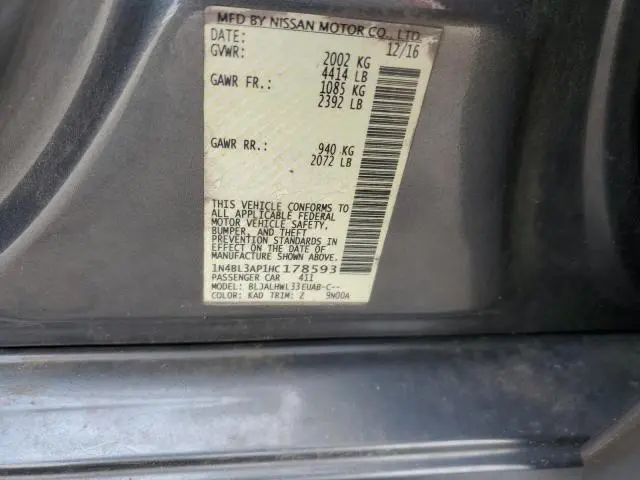 MFD BY NISSAN MOTOR CO., LTD.
DATE: 12/16
GVWR: 2002 KG
4414 LB
GAWR FR.: 1085 KG
2392 LB
GAWR RR.: 940 KG
2072 LB
THIS VEHICLE CONFORMS TO
ALL APPLICABLE FEDERAL
MOTOR VEHICLE SAFETY,
BUMPER, AND THEFT
PREVENTION STANDARDS IN
EFFECT ON THE DATE OF
MANUFACTURE SHOWN ABOVE.
1N4BL3AP1HC178593
PASSENGER CAR 411
MODEL: BLJALHWL33EUAB-C--
COLOR: KAD TRIM: Z 9N00A